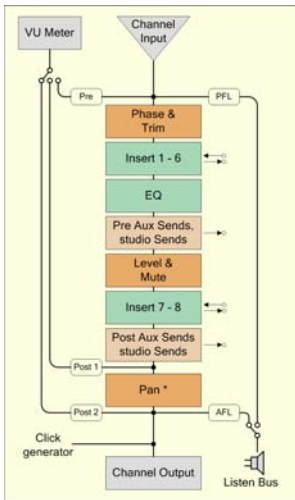 VU Meter
Channel
Input
Pre
PFL
Phase &
Trim
Insert 1 - 6
EQ
Pre Aux Sends,
studio Sends
Level &
Mute
Insert 7 - 8
Post Aux Sends
studio Sends
Post 1
Pan *
Post 2
AFL
Click
generator
Channel Output
Listen Bus